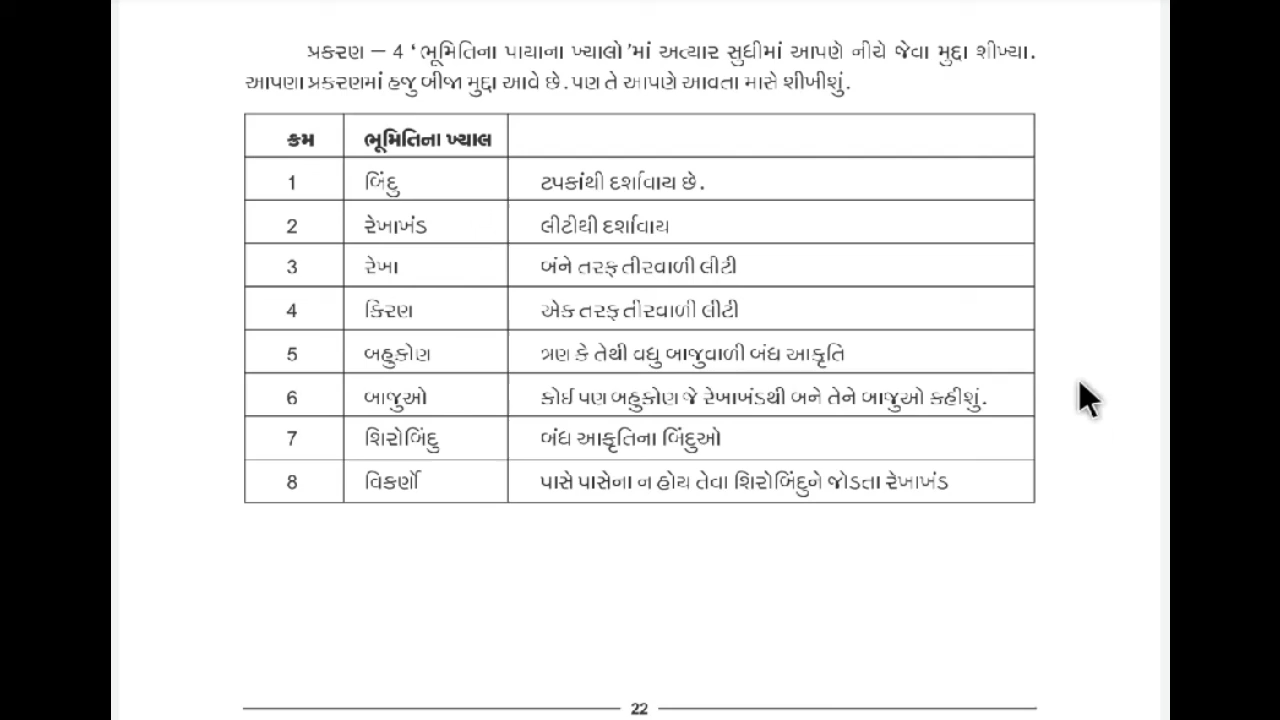 પ્રકરણ – 4 ‘ ભૂમિતિના પાયાના ખ્યાલો ’માં અત્યાર સુધીમાં આપણે નીચે જેવા મુદ્દા શીખ્યા.
આપણા પ્રકરણમાં હજુ બીજા મુદ્દા આવે છે. પણ તે આપણે આવતા માસે શીખીશું.
ક્રમ ભૂમિતિના ખ્યાલ
1 બિંદુ ટપકાંથી દર્શાવાય છે.
2 રેખાખંડ લીટીથી દર્શાવાય
3 રેખા બંને તરફ તીરવાળી લીટી
4 કિરણ એક તરફ તીરવાળી લીટી
5 બહુકોણ ત્રણ કે તેથી વધુ બાજુવાળી બંધ આકૃતિ
6 બાજુઓ કોઈ પણ બહુકોણ જે રેખાખંડથી બને તેને બાજુઓ કહીશું.
7 શિરોબિંદુ બંધ આકૃતિના બિંદુઓ
8 વિકર્ણો પાસે પાસેના ન હોય તેવા શિરોબિંદુને જોડતા રેખાખંડ
22